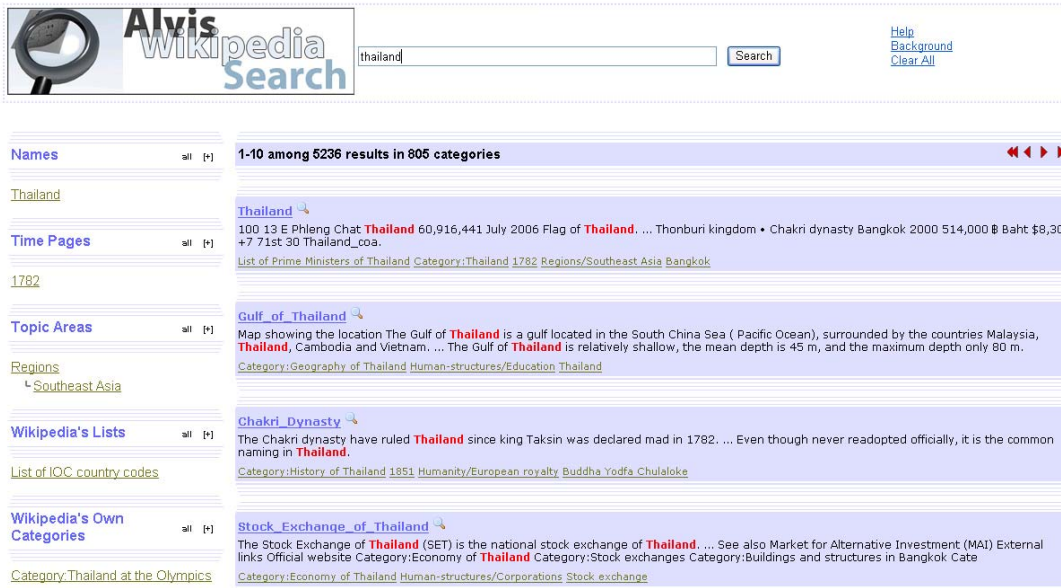 Alvis
Wikipedia
Search
thailand
Search
Help
Background
Clear All
Names all [+]
Thailand
Time Pages all [+]
1782
Topic Areas all [+]
Regions
Southeast Asia
Wikipedia's Lists all [+]
List of IOC country codes
Wikipedia's Own
Categories all [+]
Category:Thailand at the Olympics
1-10 among 5236 results in 805 categories
Thailand
100 13 E Phleng Chat Thailand 60,916,441 July 2006 Flag of Thailand. ... Thonburi kingdom • Chakri dynasty Bangkok 2000 514,000 ฿ Baht $8,30
+7 71st 30 Thailand_coa.
List of Prime Ministers of Thailand Category:Thailand 1782 Regions/Southeast Asia Bangkok
Gulf_of_Thailand
Map showing the location The Gulf of Thailand is a gulf located in the South China Sea ( Pacific Ocean), surrounded by the countries Malaysia,
Thailand, Cambodia and Vietnam. ... The Gulf of Thailand is relatively shallow, the mean depth is 45 m, and the maximum depth only 80 m.
Category:Geography of Thailand Human-structures/Education Thailand
Chakri_Dynasty
The Chakri dynasty have ruled Thailand since king Taksin was declared mad in 1782. ... Even though never readopted officially, it is the common
naming in Thailand.
Category:History of Thailand 1851 Humanity/European royalty Buddha Yodfa Chulaloke
Stock_Exchange_of_Thailand
The Stock Exchange of Thailand (SET) is the national stock exchange of Thailand. ... See also Market for Alternative Investment (MAI) External
links Official website Category:Economy of Thailand Category:Stock exchanges Category:Buildings and structures in Bangkok Cate
Category:Economy of Thailand Human-structures/Corporations Stock exchange